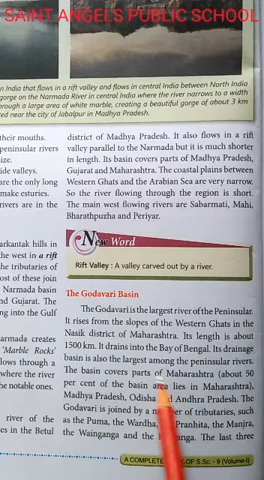 SAINT ANGELS PUBLIC SCHOOL
n India that flows in a rift valley and flows in central India between North India
gorge on the Narmada River in central India where the river narrows to a width
rough a large area of white marble, creating a beautiful gorge of about 3 km
ted near the city of Jabalpur in Madhya Pradesh.
their mouths.
peninsular rivers
ize.
ide valleys.
are the only long
make estuaries.
rivers are in the
arkantak hills in
the west in a rift
he tributaries of
ost of these join
Narmada basin
nd Gujarat. The
ng into the Gulf
armada creates
'Marble Rocks'
lows through a
where the river
he notable ones.
river of the
es in the Betul
district of Madhya Pradesh. It also flows in a rift
valley parallel to the Narmada but it is much shorter
in length. Its basin covers parts of Madhya Pradesh,
Gujarat and Maharashtra. The coastal plains between
Western Ghats and the Arabian Sea are very narrow.
So the river flowing through the region is short.
The main west flowing rivers are Sabarmati, Mahi,
Bharathpuzha and Periyar.
New Word
Rift Valley : A valley carved out by a river.
The Godavari Basin
The Godavari is the largest river of the Peninsular.
It rises from the slopes of the Western Ghats in the
Nasik district of Maharashtra. Its length is about
1500 km. It drains into the Bay of Bengal. Its drainage
basin is also the largest among the peninsular rivers.
The basin covers parts of Maharashtra (about 50
per cent of the basin area lies in Maharashtra),
Madhya Pradesh, Odisha and Andhra Pradesh. The
Godavari is joined by a of tributaries, such
as the Purna, the Wardha, Pranhita, the Manjra,
the Wainganga and the The last three
A COMPLETE OF S.Sc. - 9 (Volume-I)